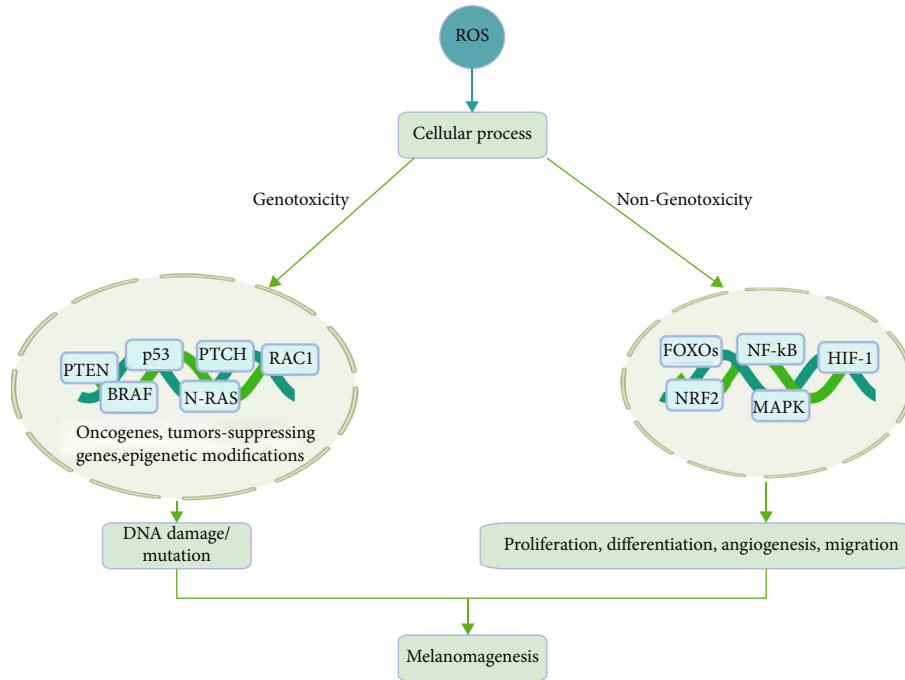 ROS
Cellular process
Genotoxicity
Non-Genotoxicity
PTEN
p53
PTCH
RAC1
BRAF
N-RAS
Oncogenes, tumors-suppressing
genes,epigenetic modifications
FOXOs
NF-kB
HIF-1
NRF2
MAPK
DNA damage/
mutation
Proliferation, differentiation, angiogenesis, migration
Melanomagenesis